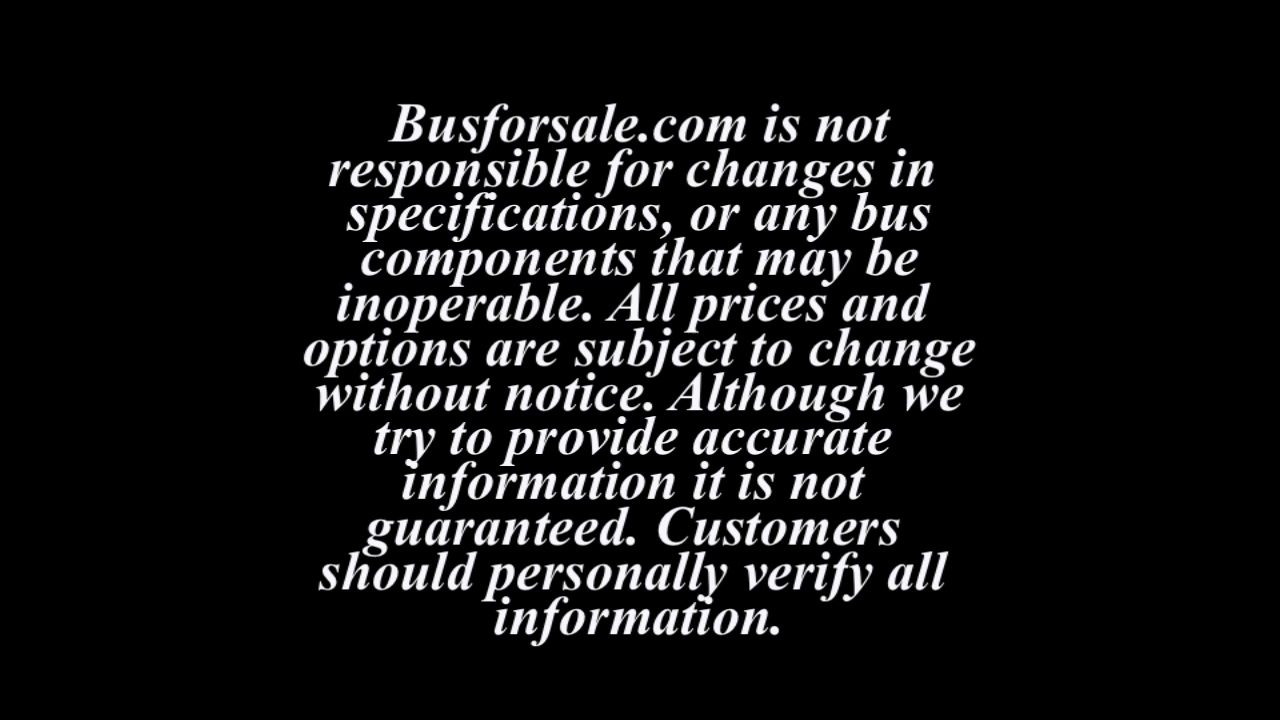 Busforsale.com is not
responsible for changes in
specifications, or any bus
components that may be
inoperable. All prices and
options are subject to change
without notice. Although we
try to provide accurate
information it is not
guaranteed. Customers
should personally verify all
information.